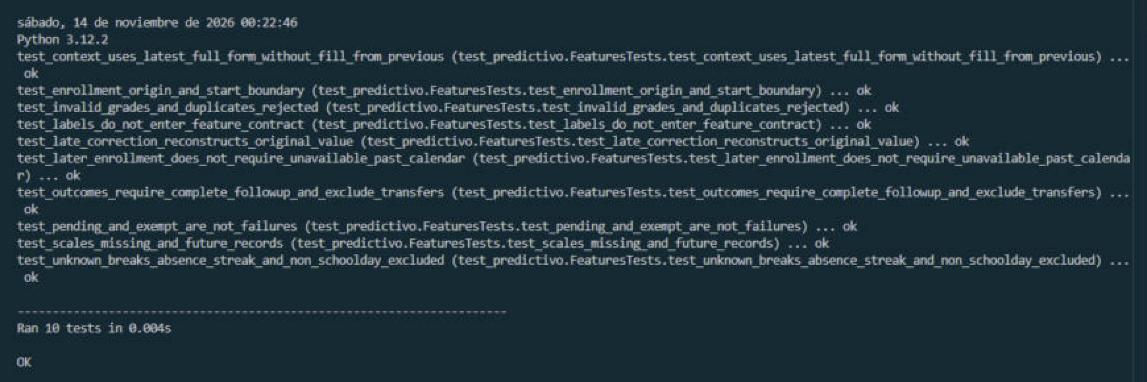 sábado, 14 de noviembre de 2026 00:22:46
Python 3.12.2
test_context_uses_latest_full_form_without_fill_from_previous (test_predictivo.FeaturesTests.test_context_uses_latest_full_form_without_fill_from_previous) ...
ok
test_enrollment_origin_and_start_boundary (test_predictivo.FeaturesTests.test_enrollment_origin_and_start_boundary) ... ok
test_invalid_grades_and_duplicates_rejected (test_predictivo.FeaturesTests.test_invalid_grades_and_duplicates_rejected) ... ok
test_labels_do_not_enter_feature_contract (test_predictivo.FeaturesTests.test_labels_do_not_enter_feature_contract) ... ok
test_late_correction_reconstructs_original_value (test_predictivo.FeaturesTests.test_late_correction_reconstructs_original_value) ... ok
test_later_enrollment_does_not_require_unavailable_past_calendar (test_predictivo.FeaturesTests.test_later_enrollment_does_not_require_unavailable_past_calenda
r) ... ok
test_outcomes_require_complete_followup_and_exclude_transfers (test_predictivo.FeaturesTests.test_outcomes_require_complete_followup_and_exclude_transfers) ...
ok
test_pending_and_exempt_are_not_failures (test_predictivo.FeaturesTests.test_pending_and_exempt_are_not_failures) ... ok
test_scales_missing_and_future_records (test_predictivo.FeaturesTests.test_scales_missing_and_future_records) ... ok
test_unknown_breaks_absence_streak_and_non_schoolday_excluded (test_predictivo.FeaturesTests.test_unknown_breaks_absence_streak_and_non_schoolday_excluded) ...
ok
----------------------------------------------------------------------
Ran 10 tests in 0.004s
OK